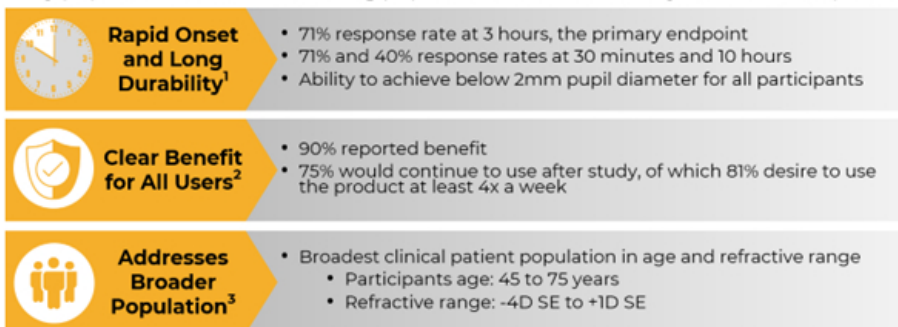 Rapid Onset
and Long
Durability¹
• 71% response rate at 3 hours, the primary endpoint
• 71% and 40% response rates at 30 minutes and 10 hours
• Ability to achieve below 2mm pupil diameter for all participants
Clear Benefit
for All Users²
• 90% reported benefit
• 75% would continue to use after study, of which 81% desire to use
the product at least 4x a week
Addresses
Broader
Population³
• Broadest clinical patient population in age and refractive range
• Participants age: 45 to 75 years
• Refractive range: -4D SE to +1D SE